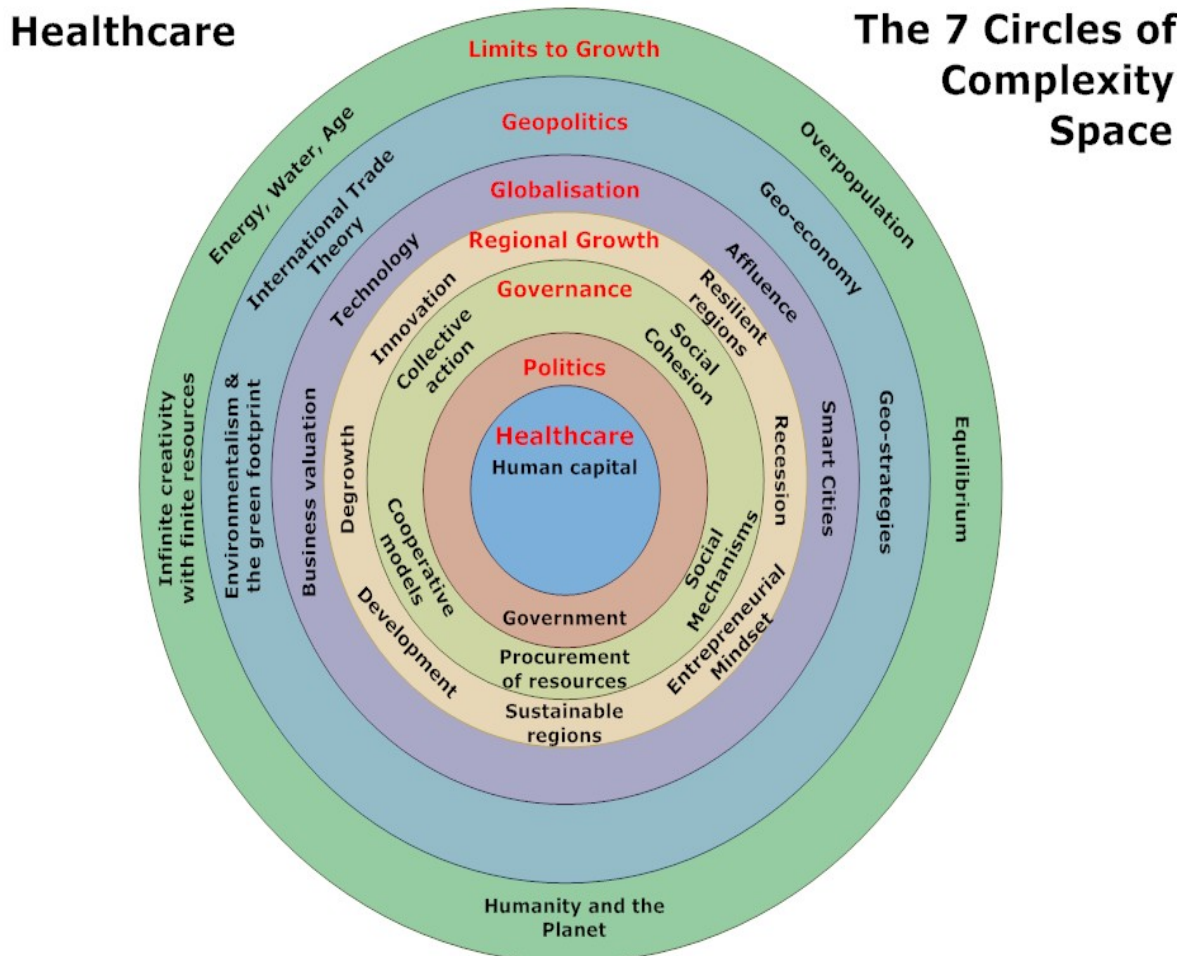 Healthcare
The 7 Circles of
Complexity
Space
Limits to Growth
Energy, Water, Age
Overpopulation
Infinite creativity
with finite resources
Equilibrium
Humanity and the
Planet
Geopolitics
International Trade
Theory
Geo-economy
Environmentalism &
the green footprint
Geo-strategies
Globalisation
Technology
Affluence
Business valuation
Smart Cities
Regional Growth
Innovation
Resilient
regions
Degrowth
Recession
Development
Entrepreneurial
Mindset
Sustainable
regions
Governance
Collective
action
Social
Cohesion
Cooperative
models
Social
Mechanisms
Procurement
of resources
Politics
Government
Healthcare
Human capital